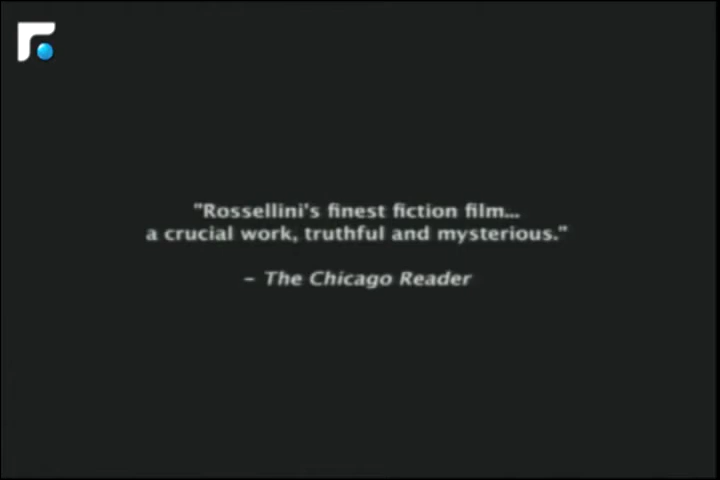 "Rossellini's finest fiction film...
a crucial work, truthful and mysterious."
– The Chicago Reader